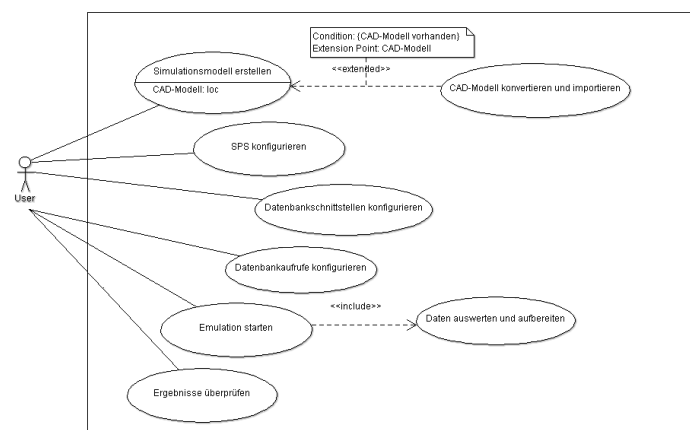 Condition: {CAD-Modell vorhanden}
Extension Point: CAD-Modell
<<extended>>
Simulationsmodell erstellen
CAD-Modell: loc
CAD-Modell konvertieren und importieren
SPS konfigurieren
User
Datenbankschnittstellen konfigurieren
Datenbankaufrufe konfigurieren
<<include>>
Emulation starten
Daten auswerten und aufbereiten
Ergebnisse überprüfen